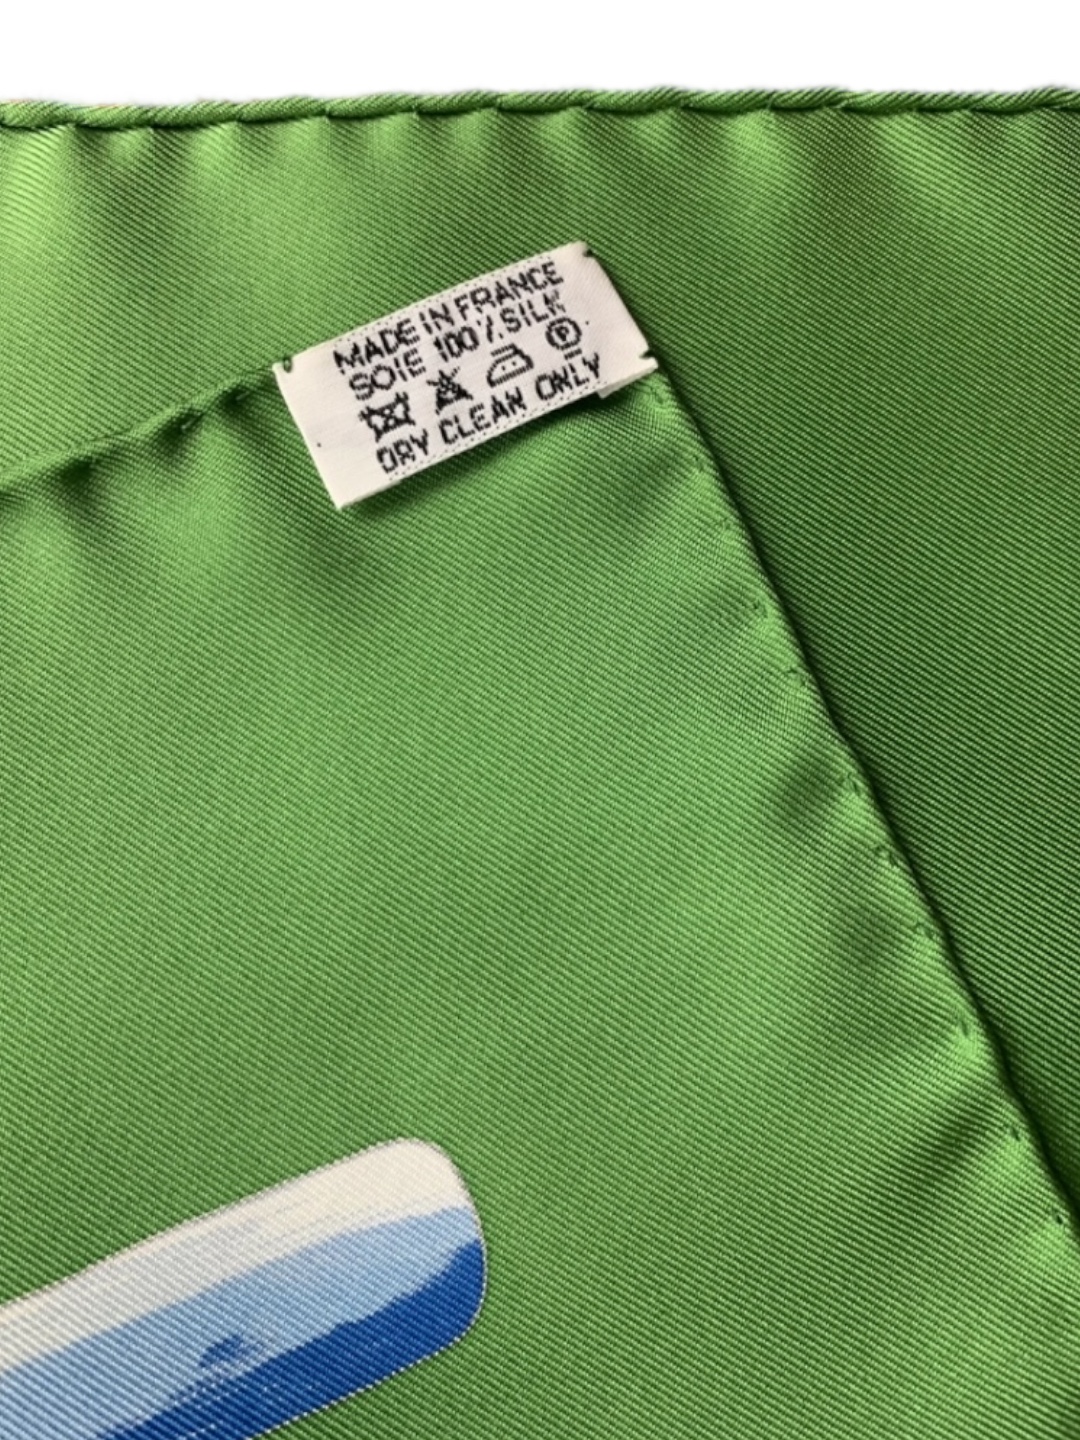 MADE IN FRANCE
SOIE 100% SILK
P
DRY CLEAN ONLY